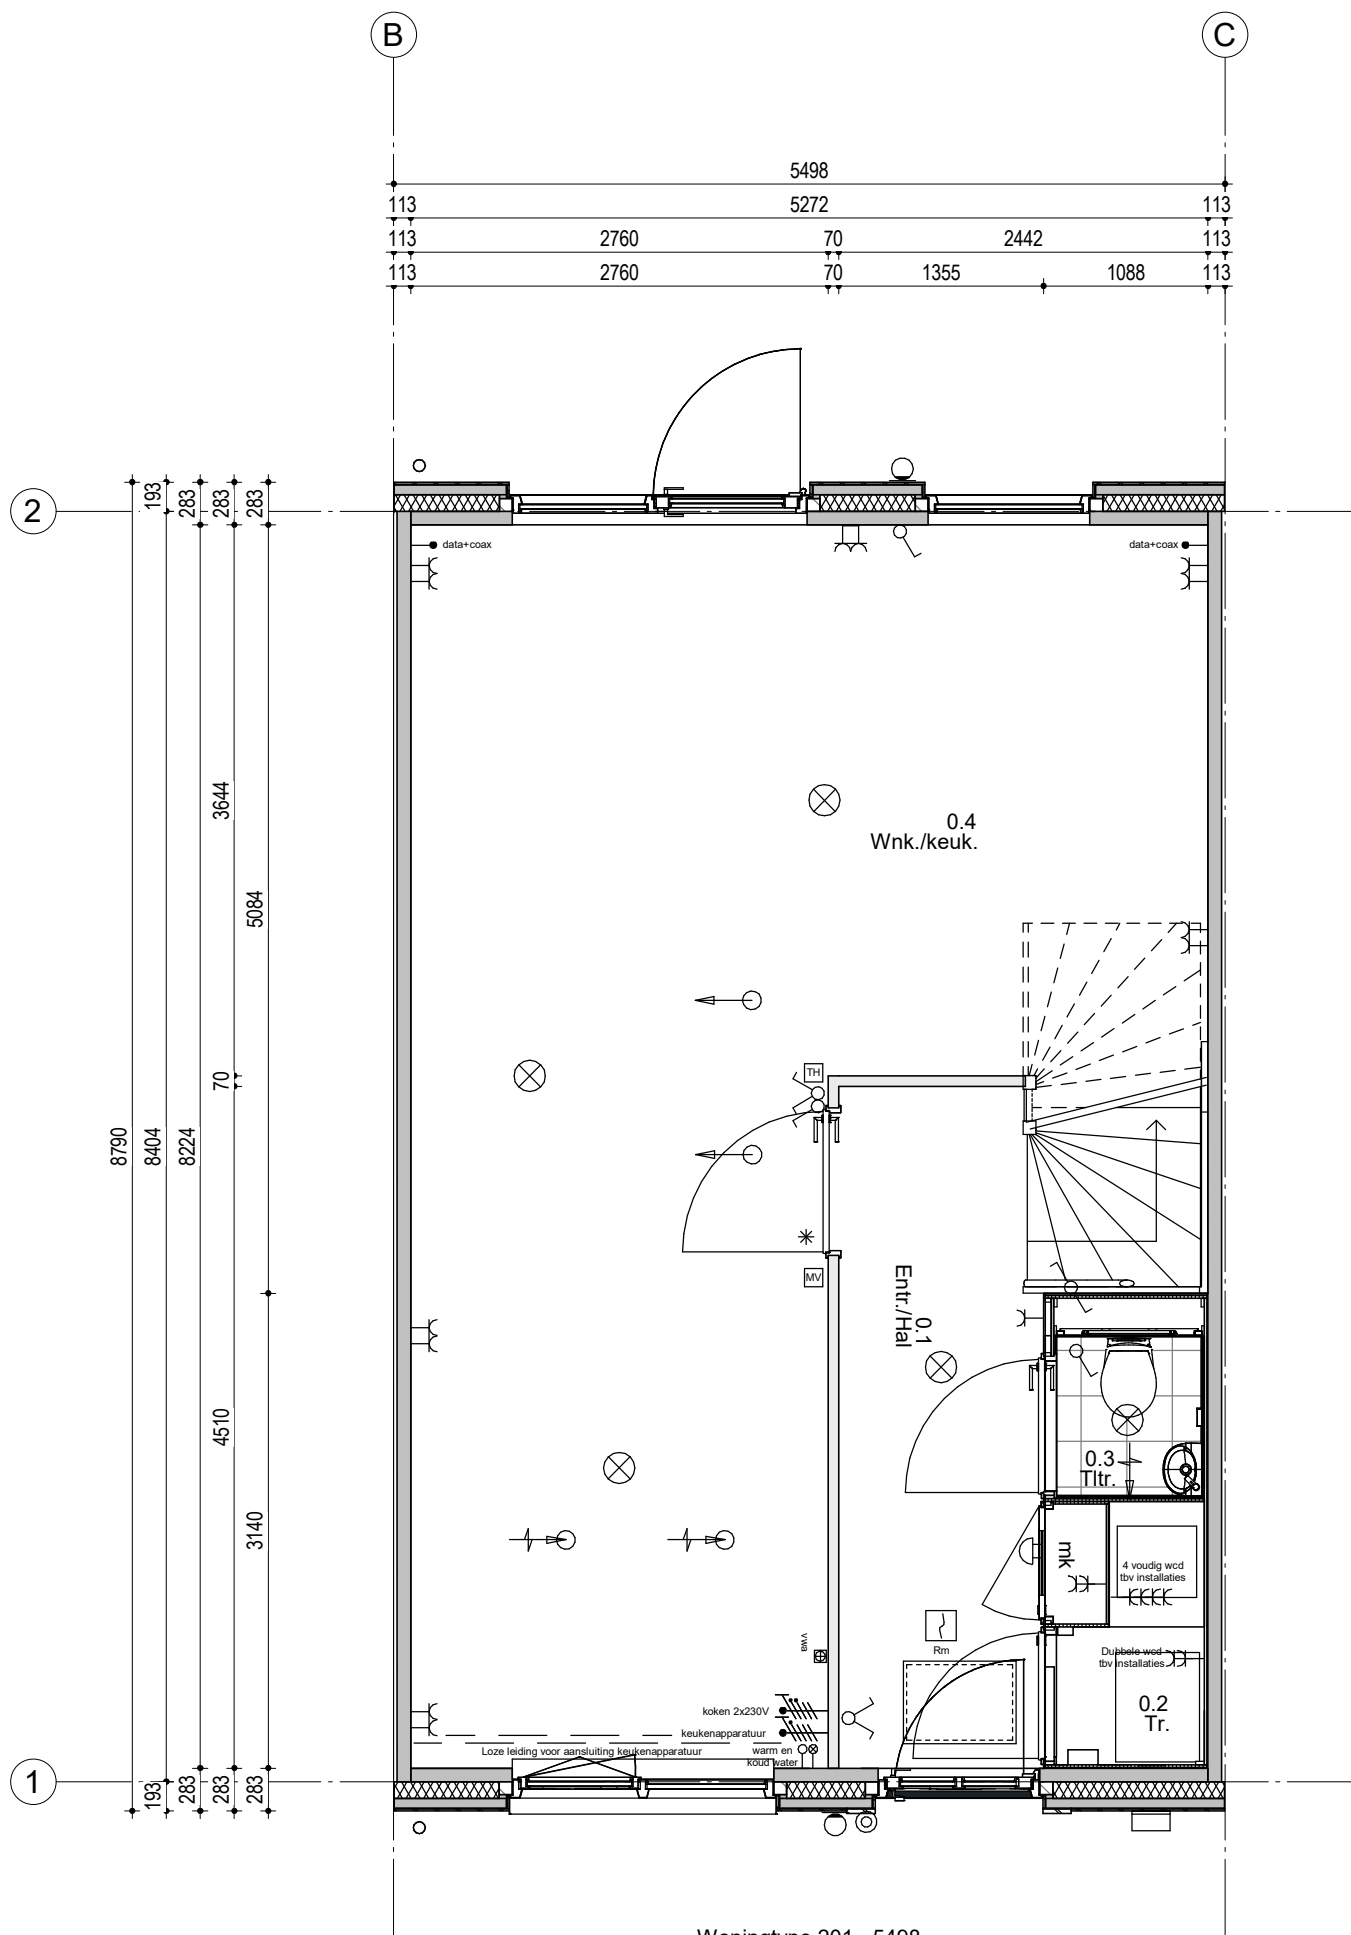 B
C
5498
113
5272
113
113
2760
70
2442
113
113
2760
70
1355
1088
113
2
193
283
283
283
data+coax
data+coax
3644
0.4
Wnk./keuk.
5084
70
TH
8790
8404
8224
MV
0.1
Entr./Hal
4510
0.3
Tltr.
3140
mk
4 voudig wcd
tbv installaties
vwa
Rm
Dubbele wcd
tbv installaties
0.2
Tr.
koken 2x230V
keukenapparatuur
Loze leiding voor aansluiting keukenapparatuur
warm en
koud water
1
193
283
283
283